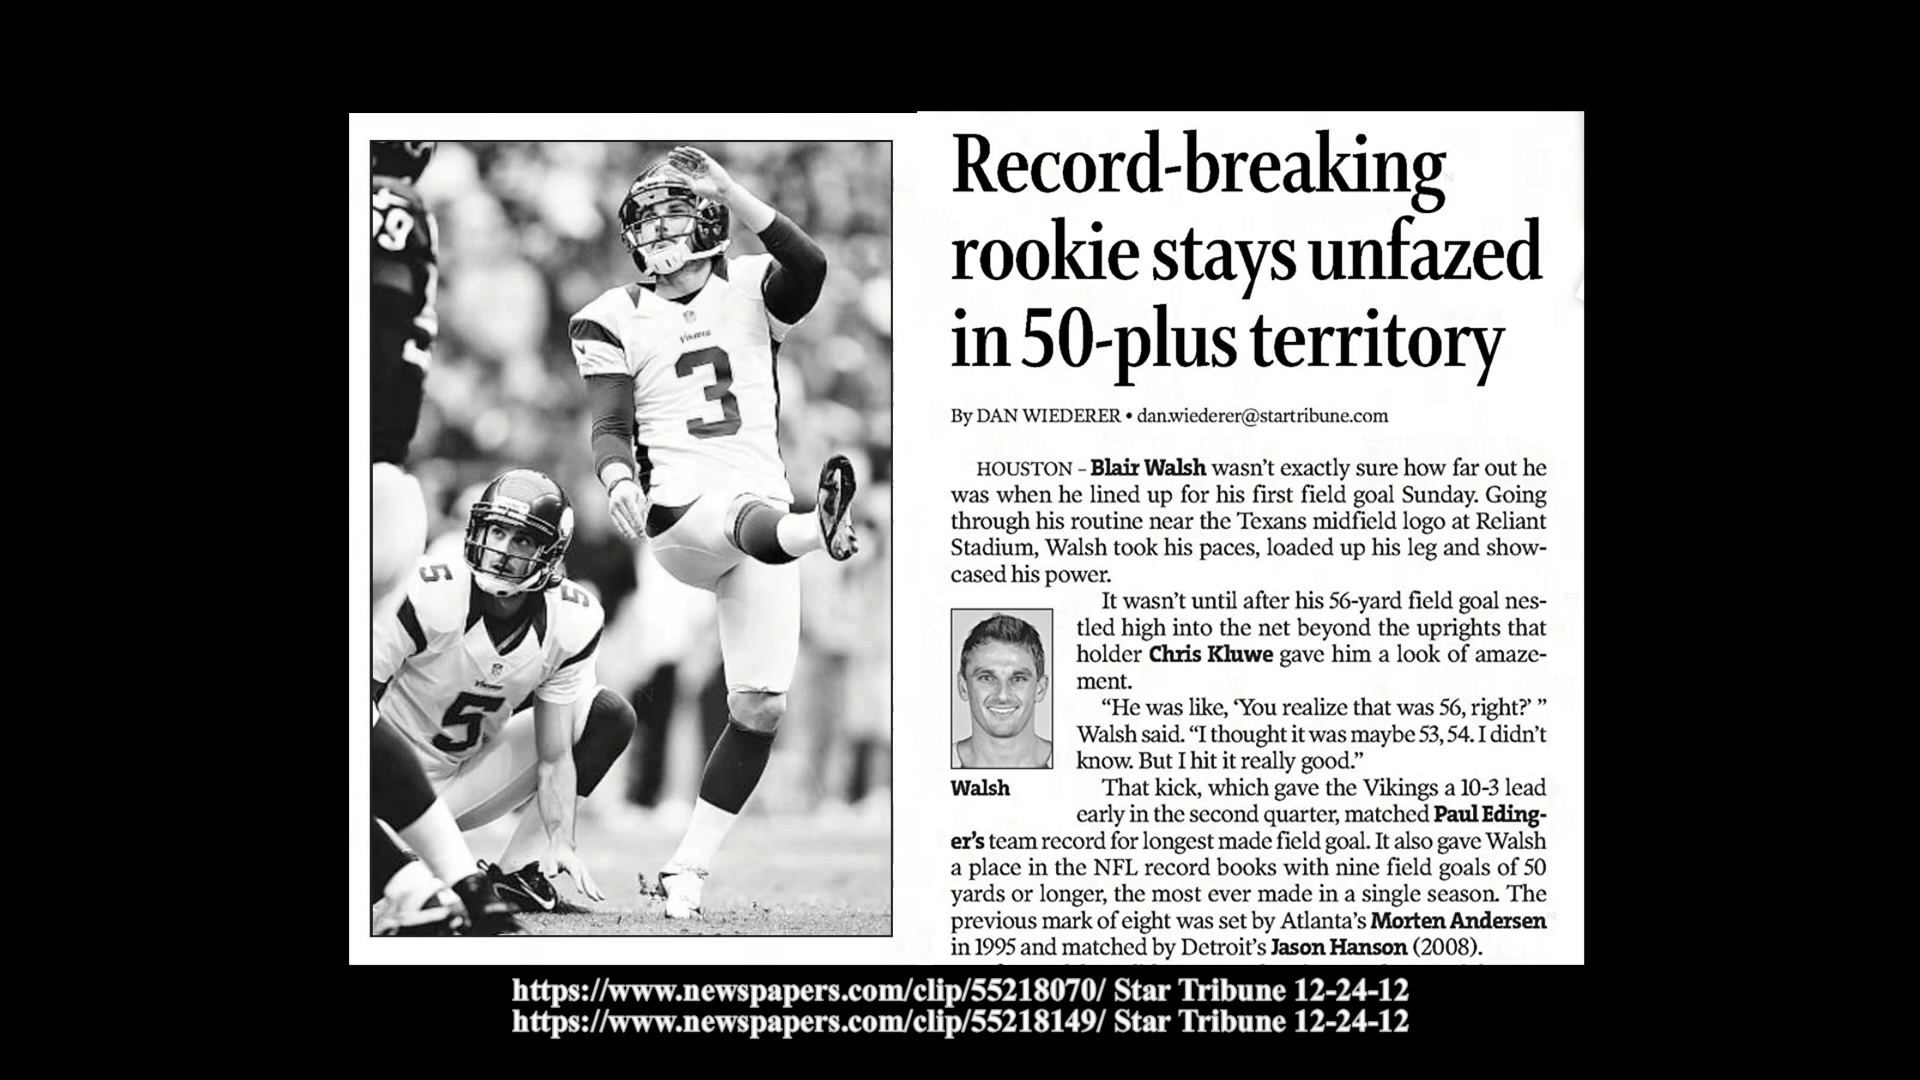 Record-breaking
rookie stays unfazed
in 50-plus territory
By DAN WIEDERER • dan.wiederer@startribune.com
HOUSTON – Blair Walsh wasn't exactly sure how far out he
was when he lined up for his first field goal Sunday. Going
through his routine near the Texans midfield logo at Reliant
Stadium, Walsh took his paces, loaded up his leg and show-
cased his power.
It wasn't until after his 56-yard field goal nes-
tled high into the net beyond the uprights that
holder Chris Kluwe gave him a look of amaze-
ment.
"He was like, 'You realize that was 56, right?' "
Walsh said. "I thought it was maybe 53, 54. I didn't
know. But I hit it really good."
Walsh
That kick, which gave the Vikings a 10-3 lead
early in the second quarter, matched Paul Eding-
er's team record for longest made field goal. It also gave Walsh
a place in the NFL record books with nine field goals of 50
yards or longer, the most ever made in a single season. The
previous mark of eight was set by Atlanta's Morten Andersen
in 1995 and matched by Detroit's Jason Hanson (2008).
99
VIKINGS
3
5
5
VIKINGS
5
https://www.newspapers.com/clip/55218070/ Star Tribune 12-24-12
https://www.newspapers.com/clip/55218149/ Star Tribune 12-24-12